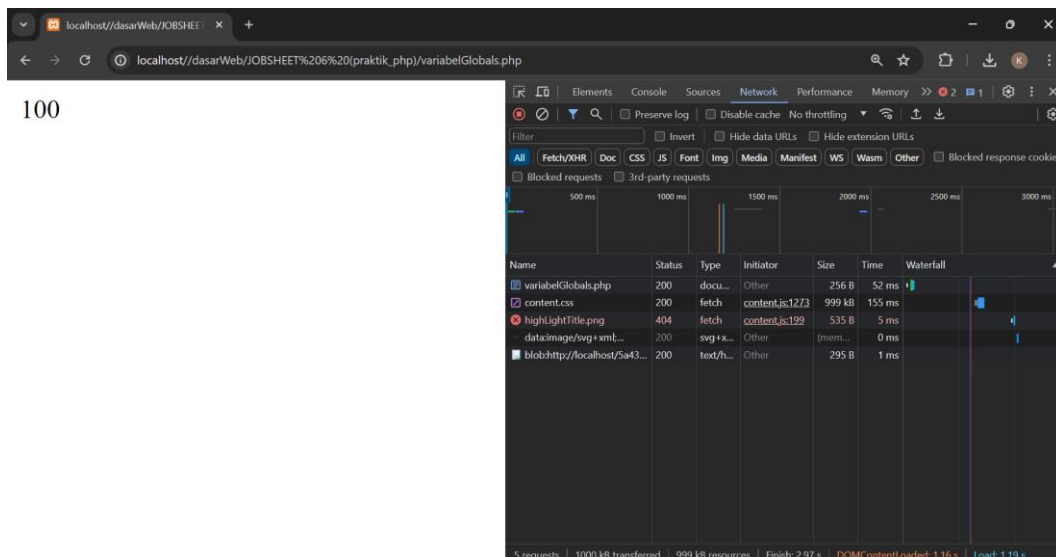 localhost//dasarWeb/JOBSHEET
localhost//dasarWeb/JOBSHEET%206%20(praktik_php)/variabelGlobals.php
K
100
Elements Console Sources Network Performance Memory 2 1
Preserve log Disable cache No throttling
Filter Invert Hide data URLs Hide extension URLs
All Fetch/XHR Doc CSS JS Font Img Media Manifest WS Wasm Other Blocked response cookie
Blocked requests 3rd-party requests
500 ms 1000 ms 1500 ms 2000 ms 2500 ms 3000 ms
Name Status Type Initiator Size Time Waterfall
variabelGlobals.php 200 docu... Other 256 B 52 ms
content.css 200 fetch content.js:1273 999 kB 155 ms
highLightTitle.png 404 fetch content.js:199 535 B 5 ms
data:image/svg+xml;... 200 svg+x... Other (mem... 0 ms
blob:http://localhost/5a43... 200 text/h... Other 295 B 1 ms
5 requests 1000 kB transferred 999 kB resources Finish: 2.97 s DOMContentLoaded: 1.16 s Load: 1.19 s